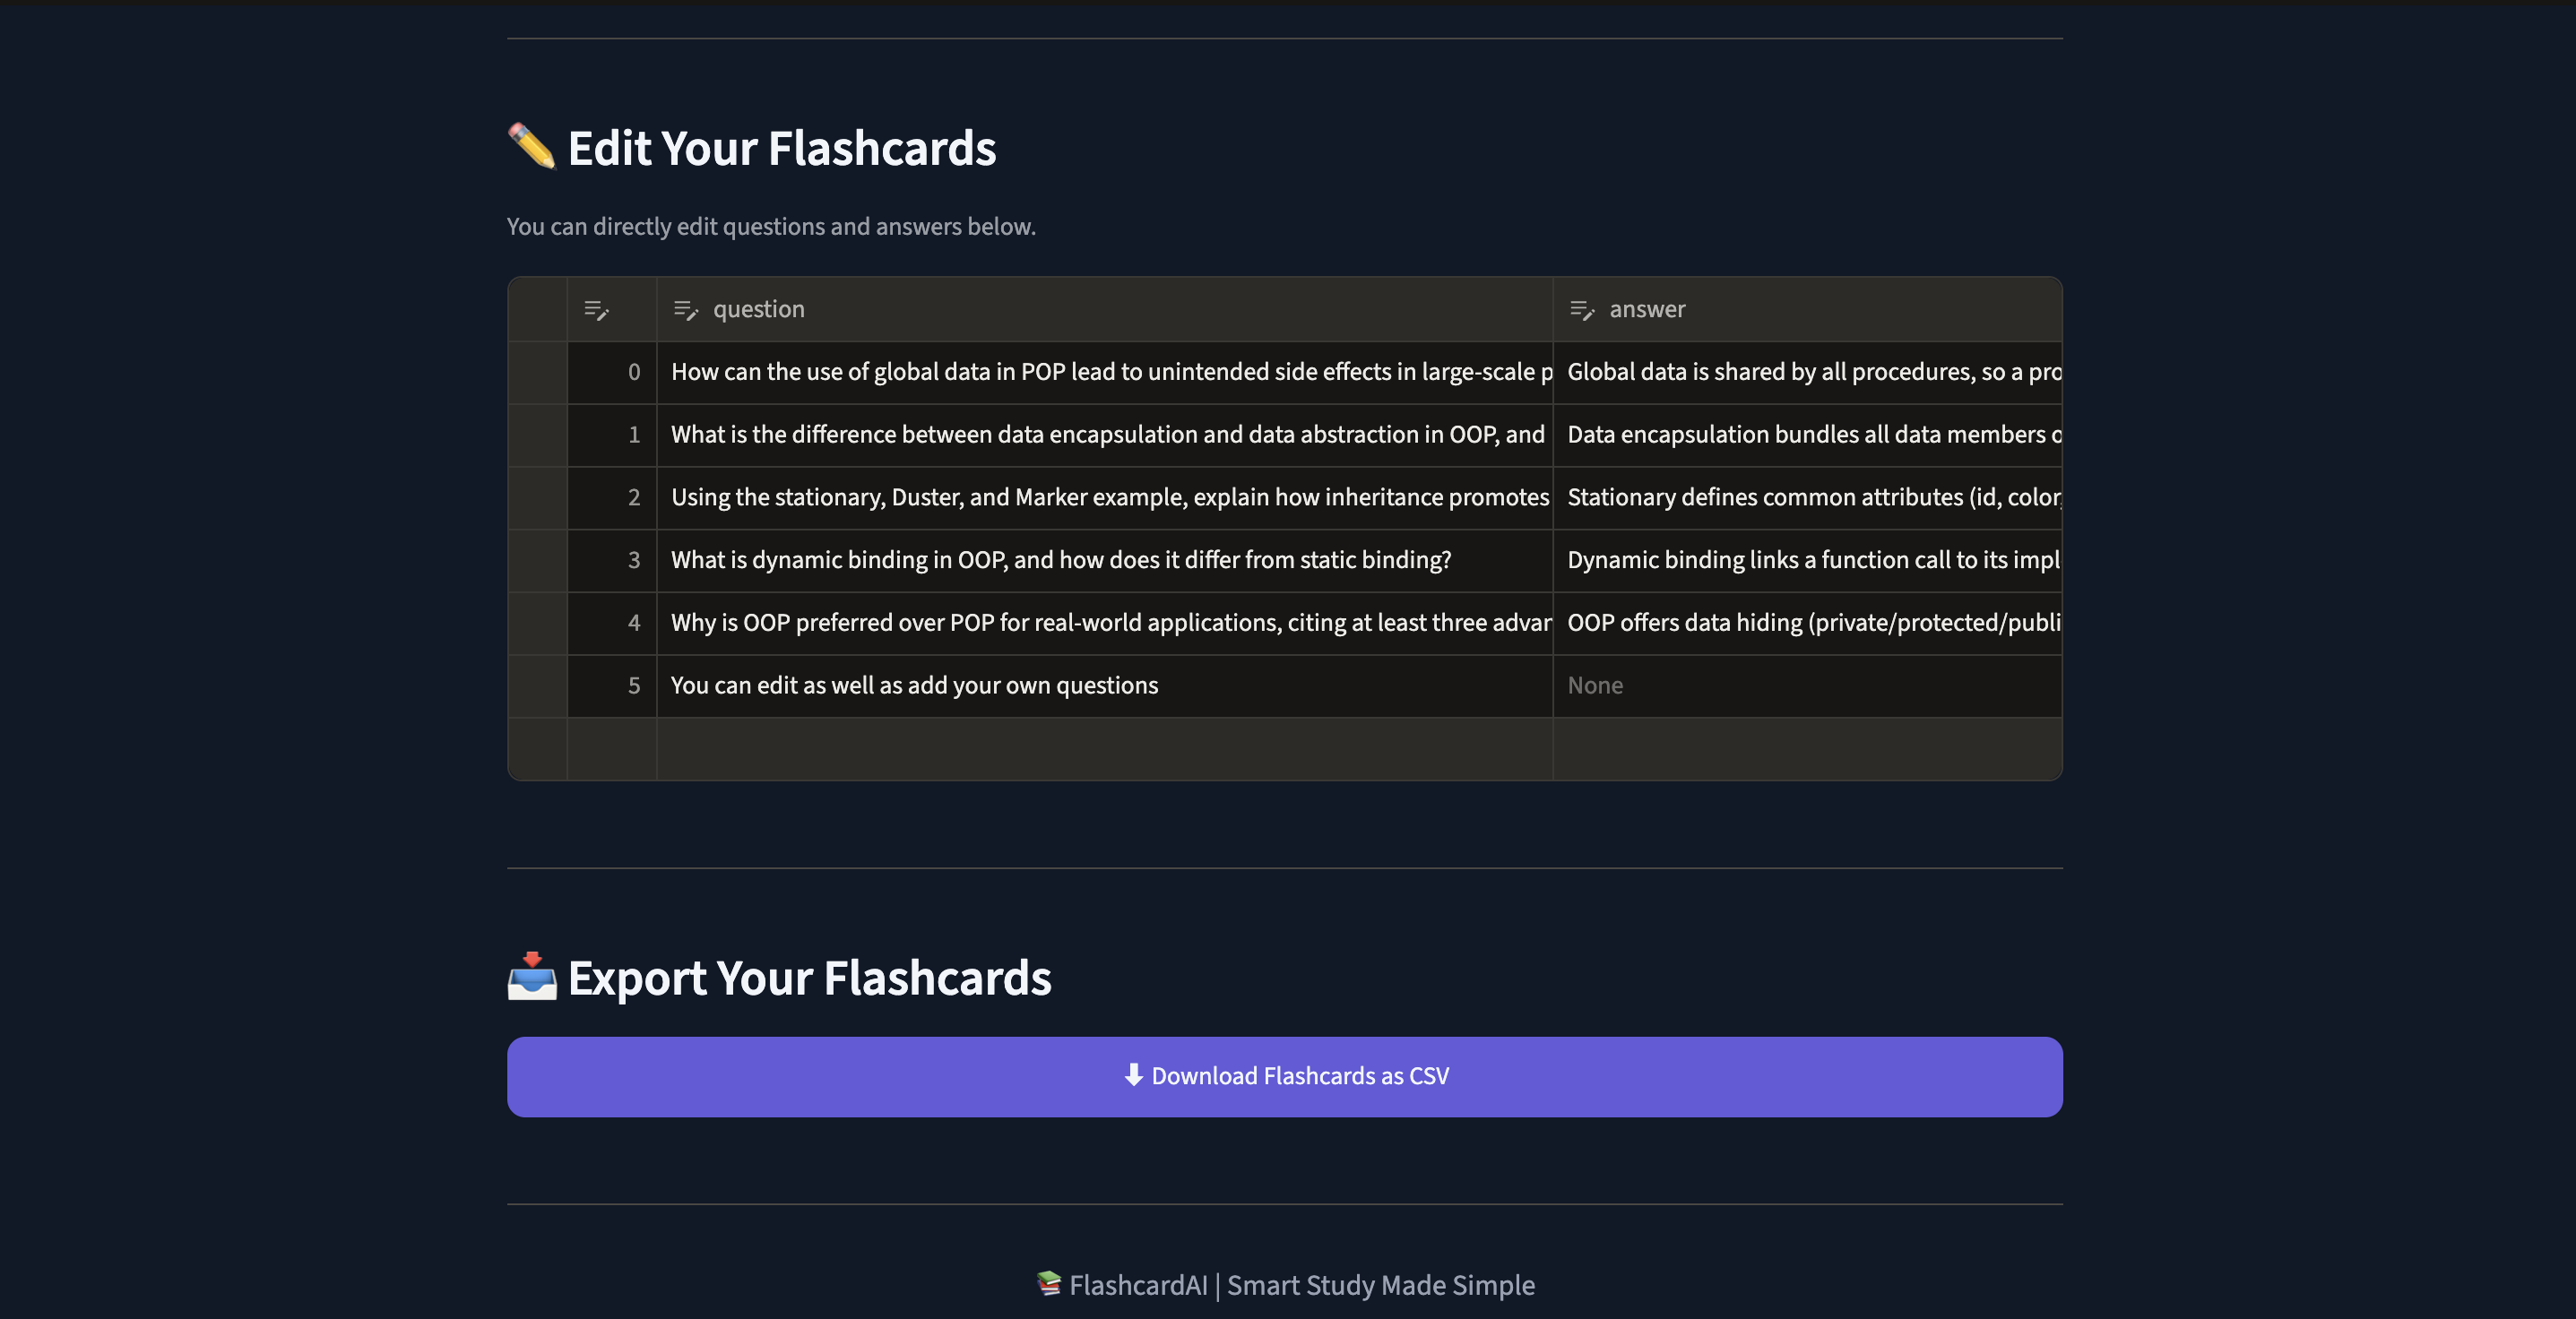 ✏️ Edit Your Flashcards
You can directly edit questions and answers below.
question answer
0 How can the use of global data in POP lead to unintended side effects in large-scale Global data is shared by all procedures, so a
1 What is the difference between data encapsulation and data abstraction in OOP, and Data encapsulation bundles all data members
2 Using the stationary, Duster, and Marker example, explain how inheritance promotes Stationary defines common attributes (id, color,
3 What is dynamic binding in OOP, and how does it differ from static binding? Dynamic binding links a function call to its
4 Why is OOP preferred over POP for real-world applications, citing at least three OOP offers data hiding (private/protected/
5 You can edit as well as add your own questions None
📥 Export Your Flashcards
⬇ Download Flashcards as CSV
📚 FlashcardAI | Smart Study Made Simple